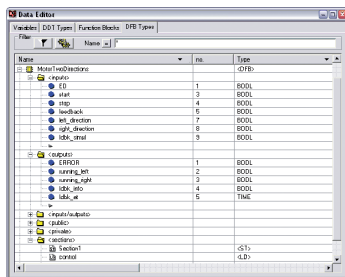 Data Editor
Variables DDT Types Function Blocks DFB Types
Filter
Name = *
Name no. Type
MotorTwoDirections <DFB>
<inputs>
ED 1 BOOL
start 3 BOOL
stop 4 BOOL
feedback 5 BOOL
left_direction 7 BOOL
right_direction 8 BOOL
fdbk_simul 9 BOOL
<outputs>
ERROR 1 BOOL
running_left 2 BOOL
running_right 3 BOOL
fdbk_info 4 BOOL
fdbk_et 5 TIME
<inputs/outputs>
<public>
<private>
<sections>
Section1 <ST>
control <LD>